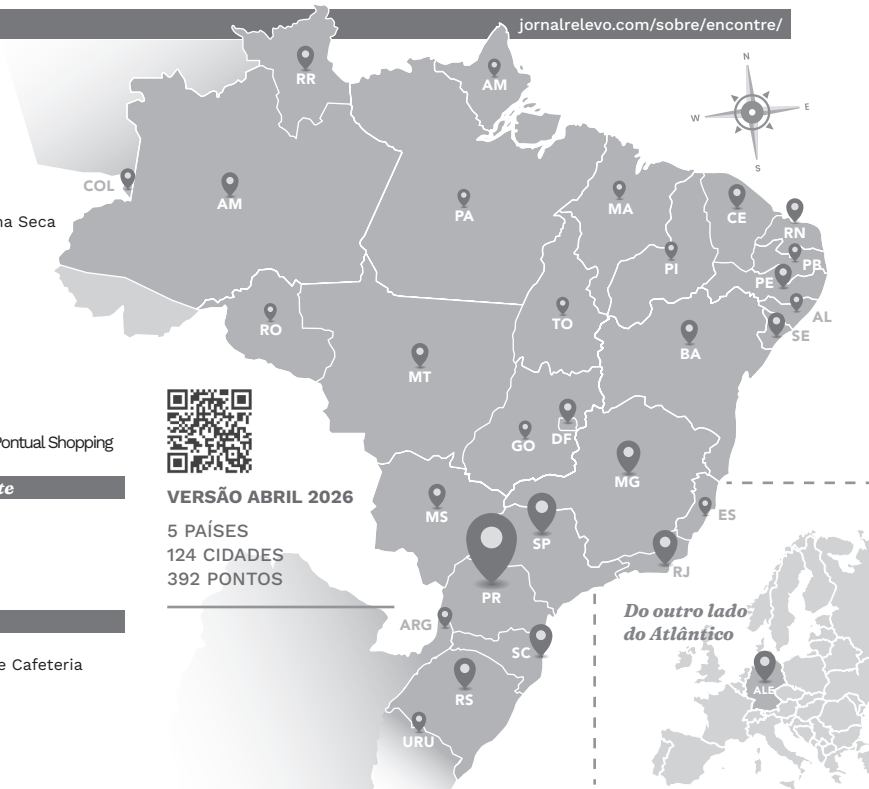 jornalrelevo.com/sobre/encontre/
N
W
E
S
RR
AM
COL
AM
PA
MA
CE
RN
na Seca
PI
PB
PE
AL
SE
RO
TO
BA
MT
Pontual Shopping
GO
DF
MG
te
VERSÃO ABRIL 2026
MS
SP
ES
5 PAÍSES
124 CIDADES
392 PONTOS
RJ
PR
Do outro lado
do Atlântico
ARG
SC
e Cafeteria
ALE
RS
URU